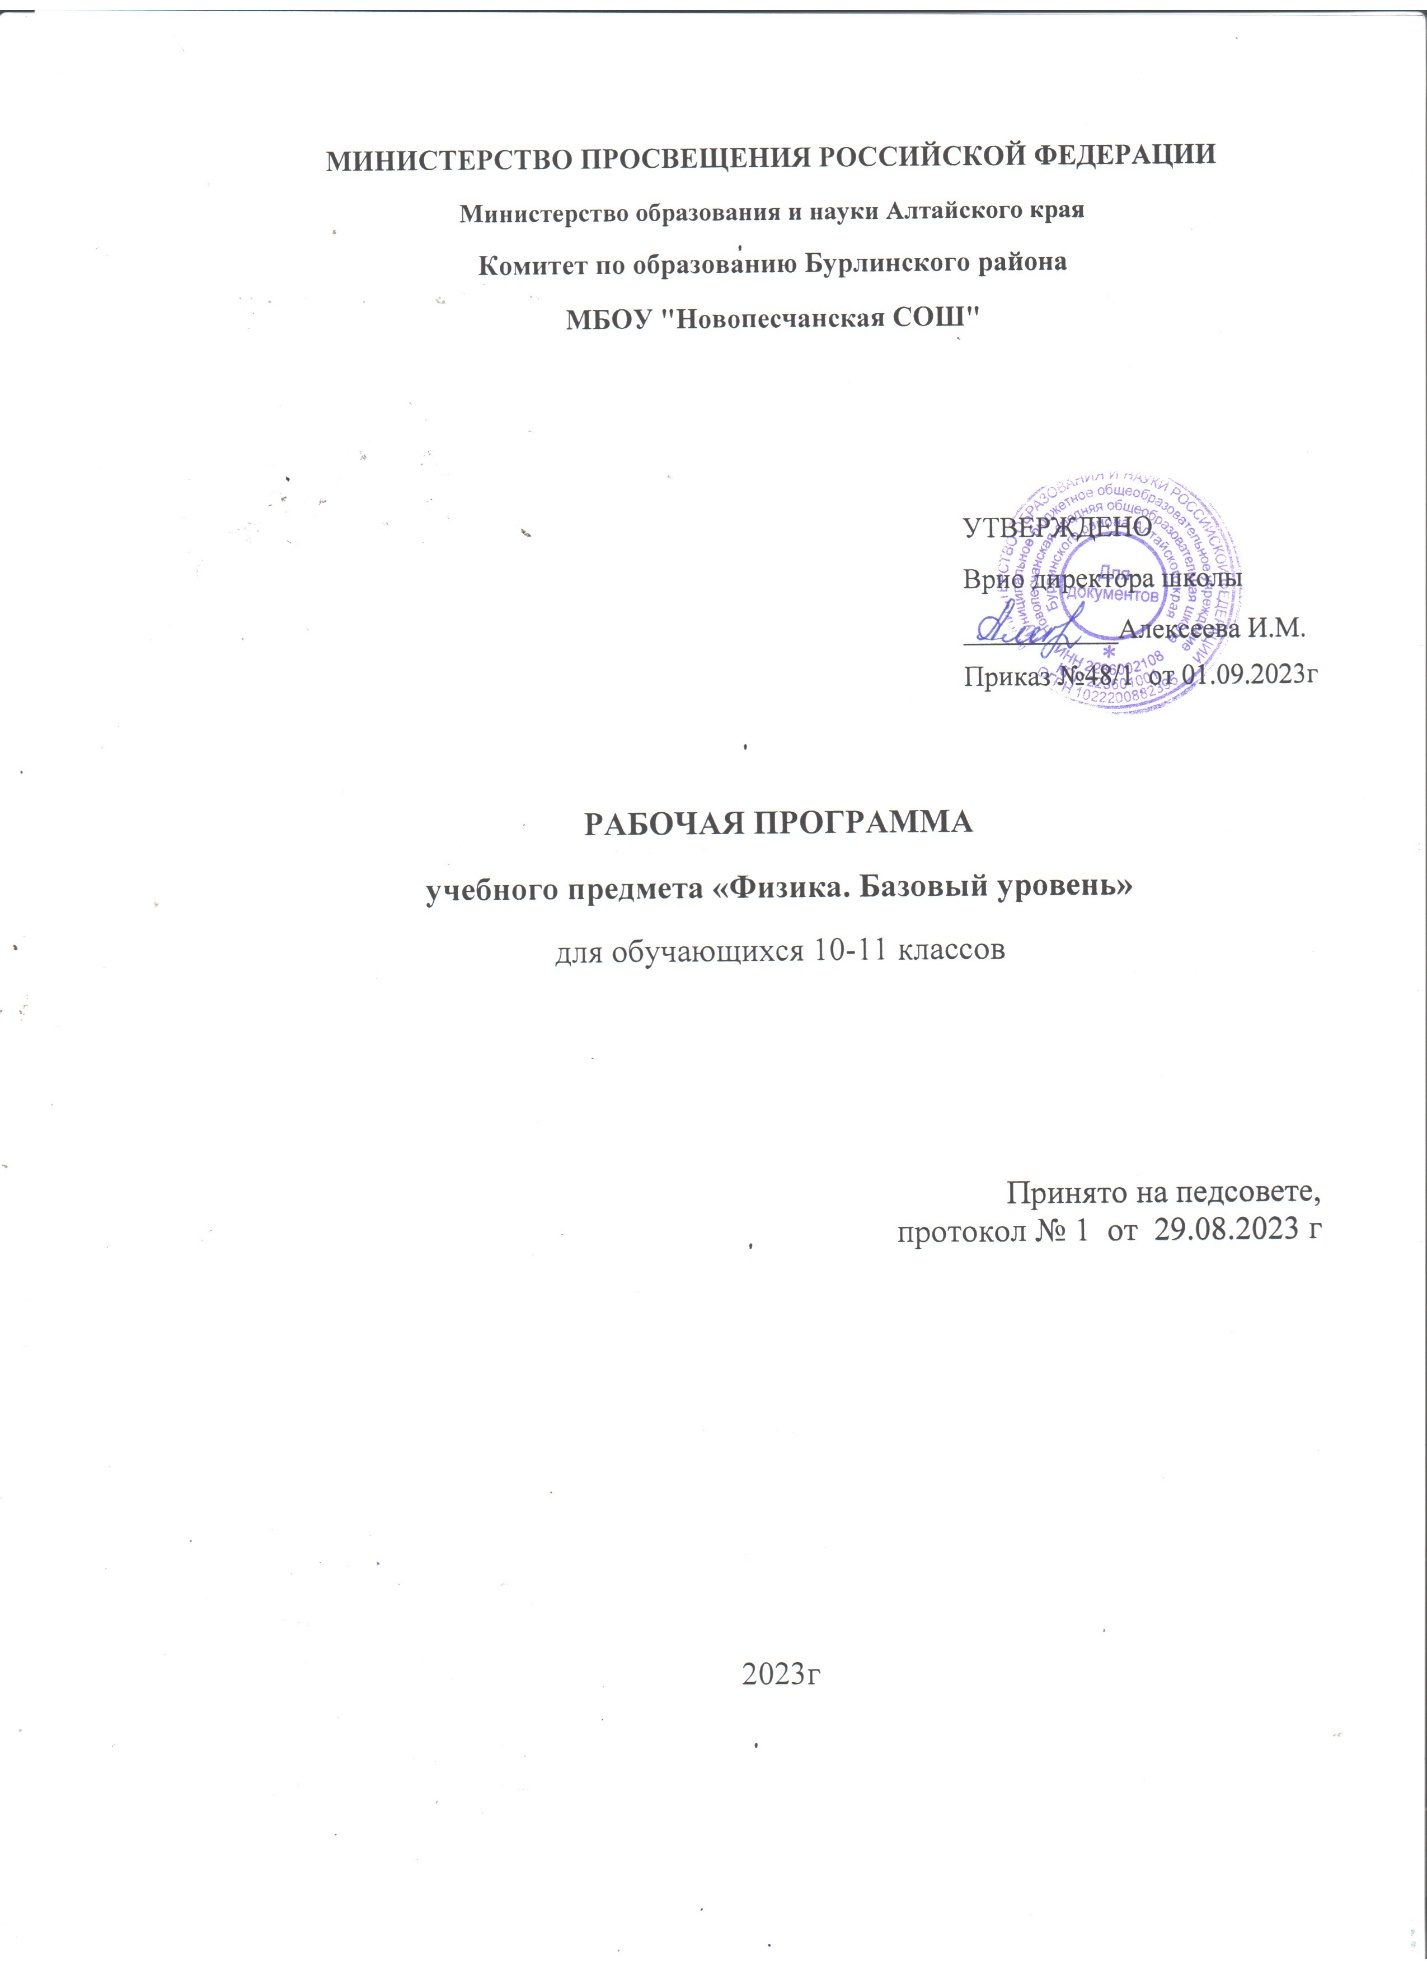 МИНИСТЕРСТВО ПРОСВЕЩЕНИЯ РОССИЙСКОЙ ФЕДЕРАЦИИ
Министерство образования и науки Алтайского края
Комитет по образованию Бурлинского района
МБОУ "Новопесчанская СОШ"
УТВЕРЖДЕНО
Врио директора школы
Алексеева И.М.
Приказ №48/1 от 01.09.2023г
Для
документов
РАБОЧАЯ ПРОГРАММА
учебного предмета «Физика. Базовый уровень»
для обучающихся 10-11 классов
Принято на педсовете,
протокол № 1 от 29.08.2023 г
2023г